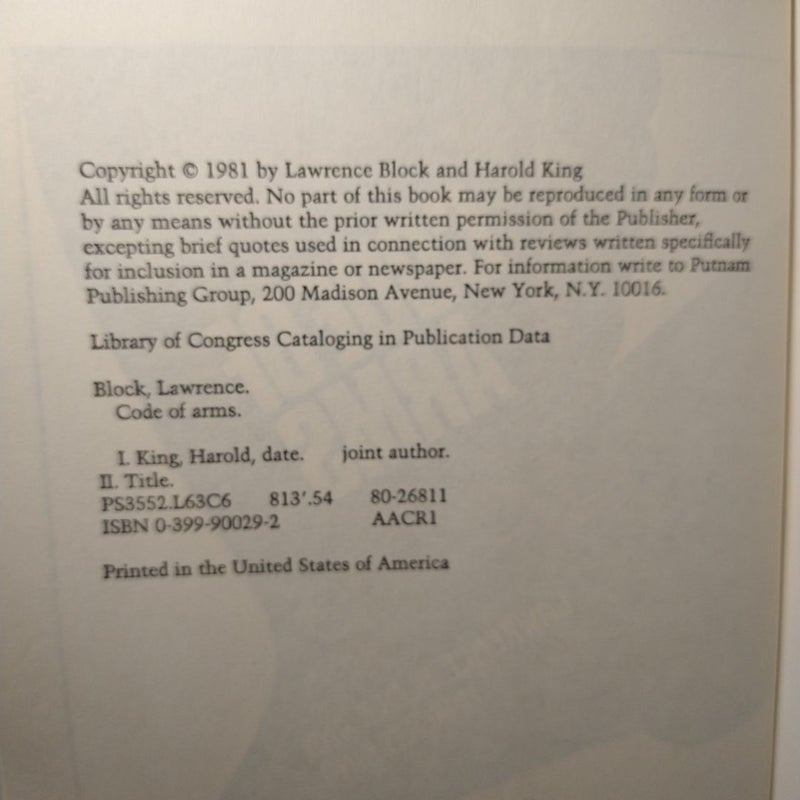 Copyright © 1981 by Lawrence Block and Harold King
All rights reserved. No part of this book may be reproduced in any form or
by any means without the prior written permission of the Publisher,
excepting brief quotes used in connection with reviews written specifically
for inclusion in a magazine or newspaper. For information write to Putnam
Publishing Group, 200 Madison Avenue, New York, N.Y. 10016.
Library of Congress Cataloging in Publication Data
Block, Lawrence.
Code of arms.
I. King, Harold, date. joint author.
II. Title.
PS3552.L63C6 813'.54 80-26811
ISBN 0-399-90029-2 AACR1
Printed in the United States of America